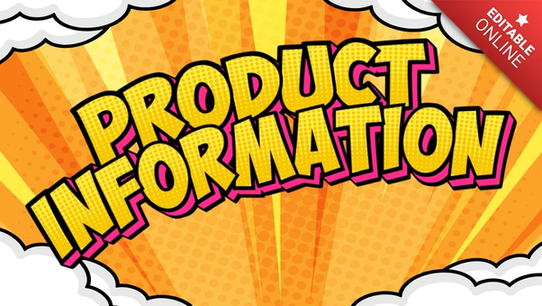 PRODUCT
INFORMATION
EDITABLE
ONLINE